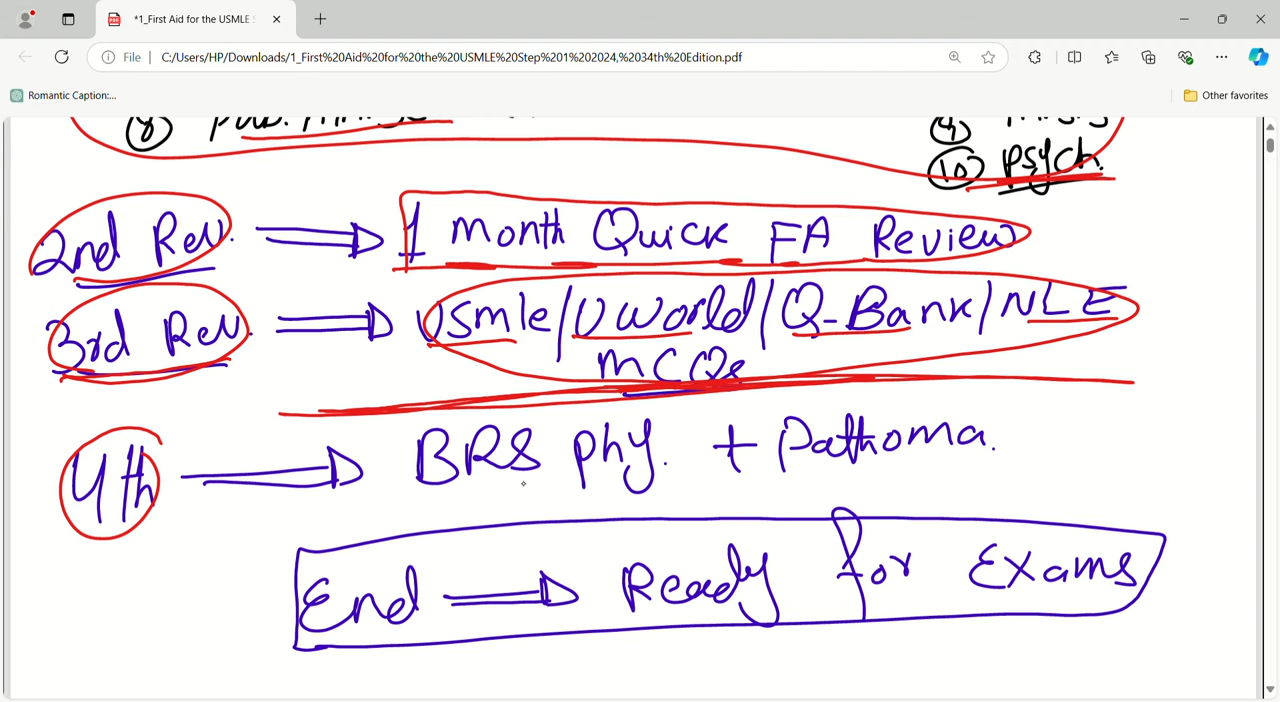 *1_First Aid for the USMLE S
File
C:/Users/HP/Downloads/1_First%20Aid%20for%20the%20USMLE%20Step%201%202024,%2034th%20Edition.pdf
Romantic Caption:...
Other favorites
(8)
(9)
(10) psych.
2nd Rev. ⇒ 1 month Quick FA Review
3rd Rev. ⇒ Usmle/Uworld/Q-Bank/NLE
MCQs
4th ⇒ BRS phy. + Pathoma.
End ⇒ Ready for Exams